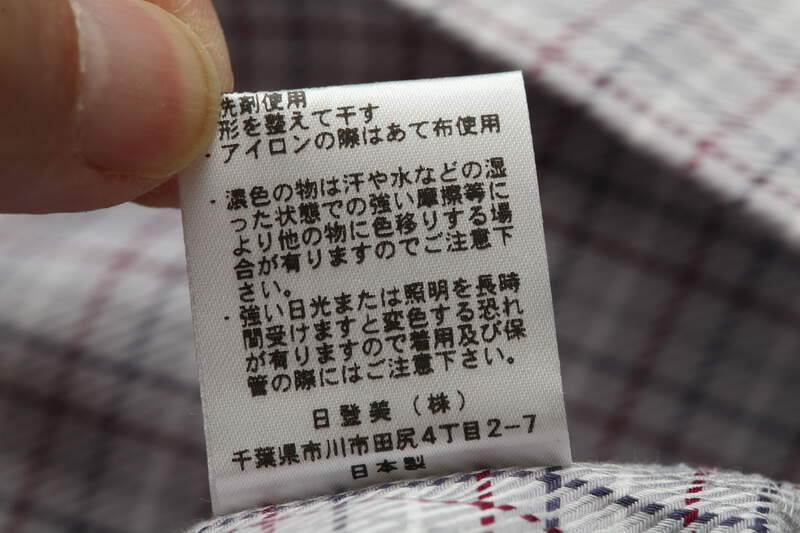 洗剤使用
形を整えて干す
・アイロンの際はあて布使用
・濃色の物は汗や水などの湿
った状態での強い摩擦等に
より他の物に色移りする場
合が有りますのでご注意下
さい。
・強い日光または照明を長時
間受けますと変色する恐れ
が有りますので着用及び保
管の際にはご注意下さい。
日登美(株)
千葉県市川市田尻4丁目2-7
日本製